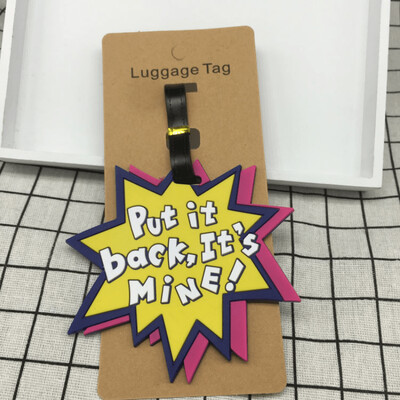 Luggage Tag
Put it
back, It's
MiNE!